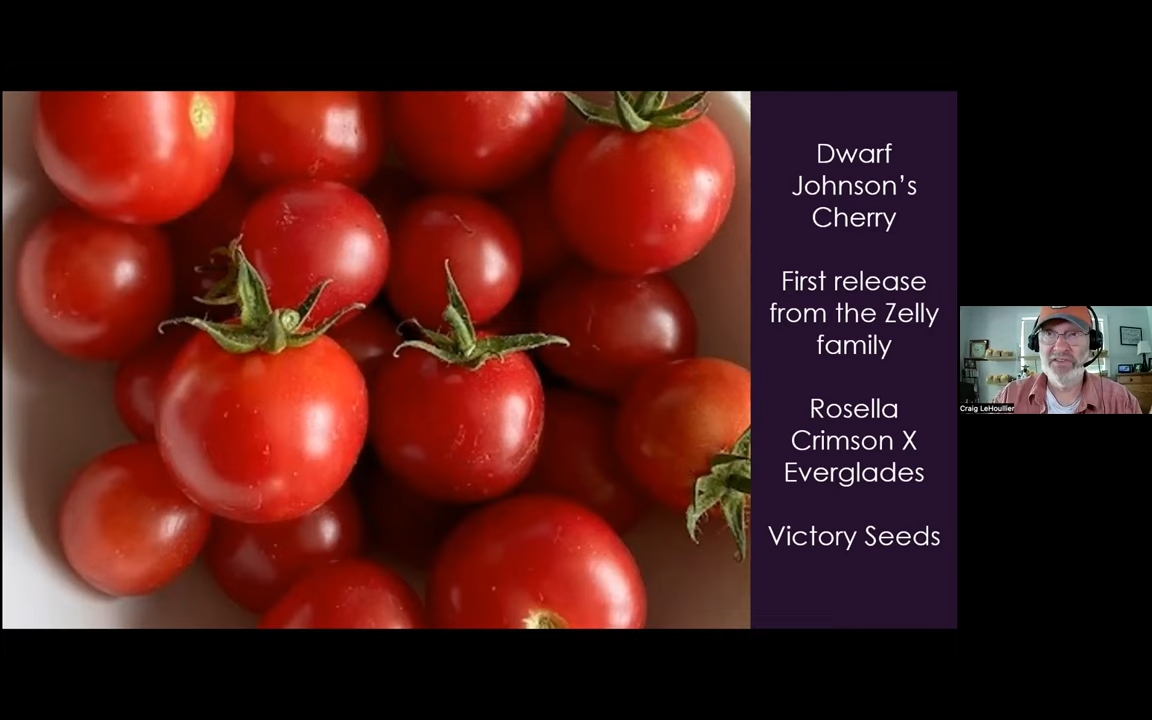 Dwarf
Johnson’s
Cherry
First release
from the Zelly
family
Rosella
Crimson X
Everglades
Victory Seeds
Craig LeHoullier